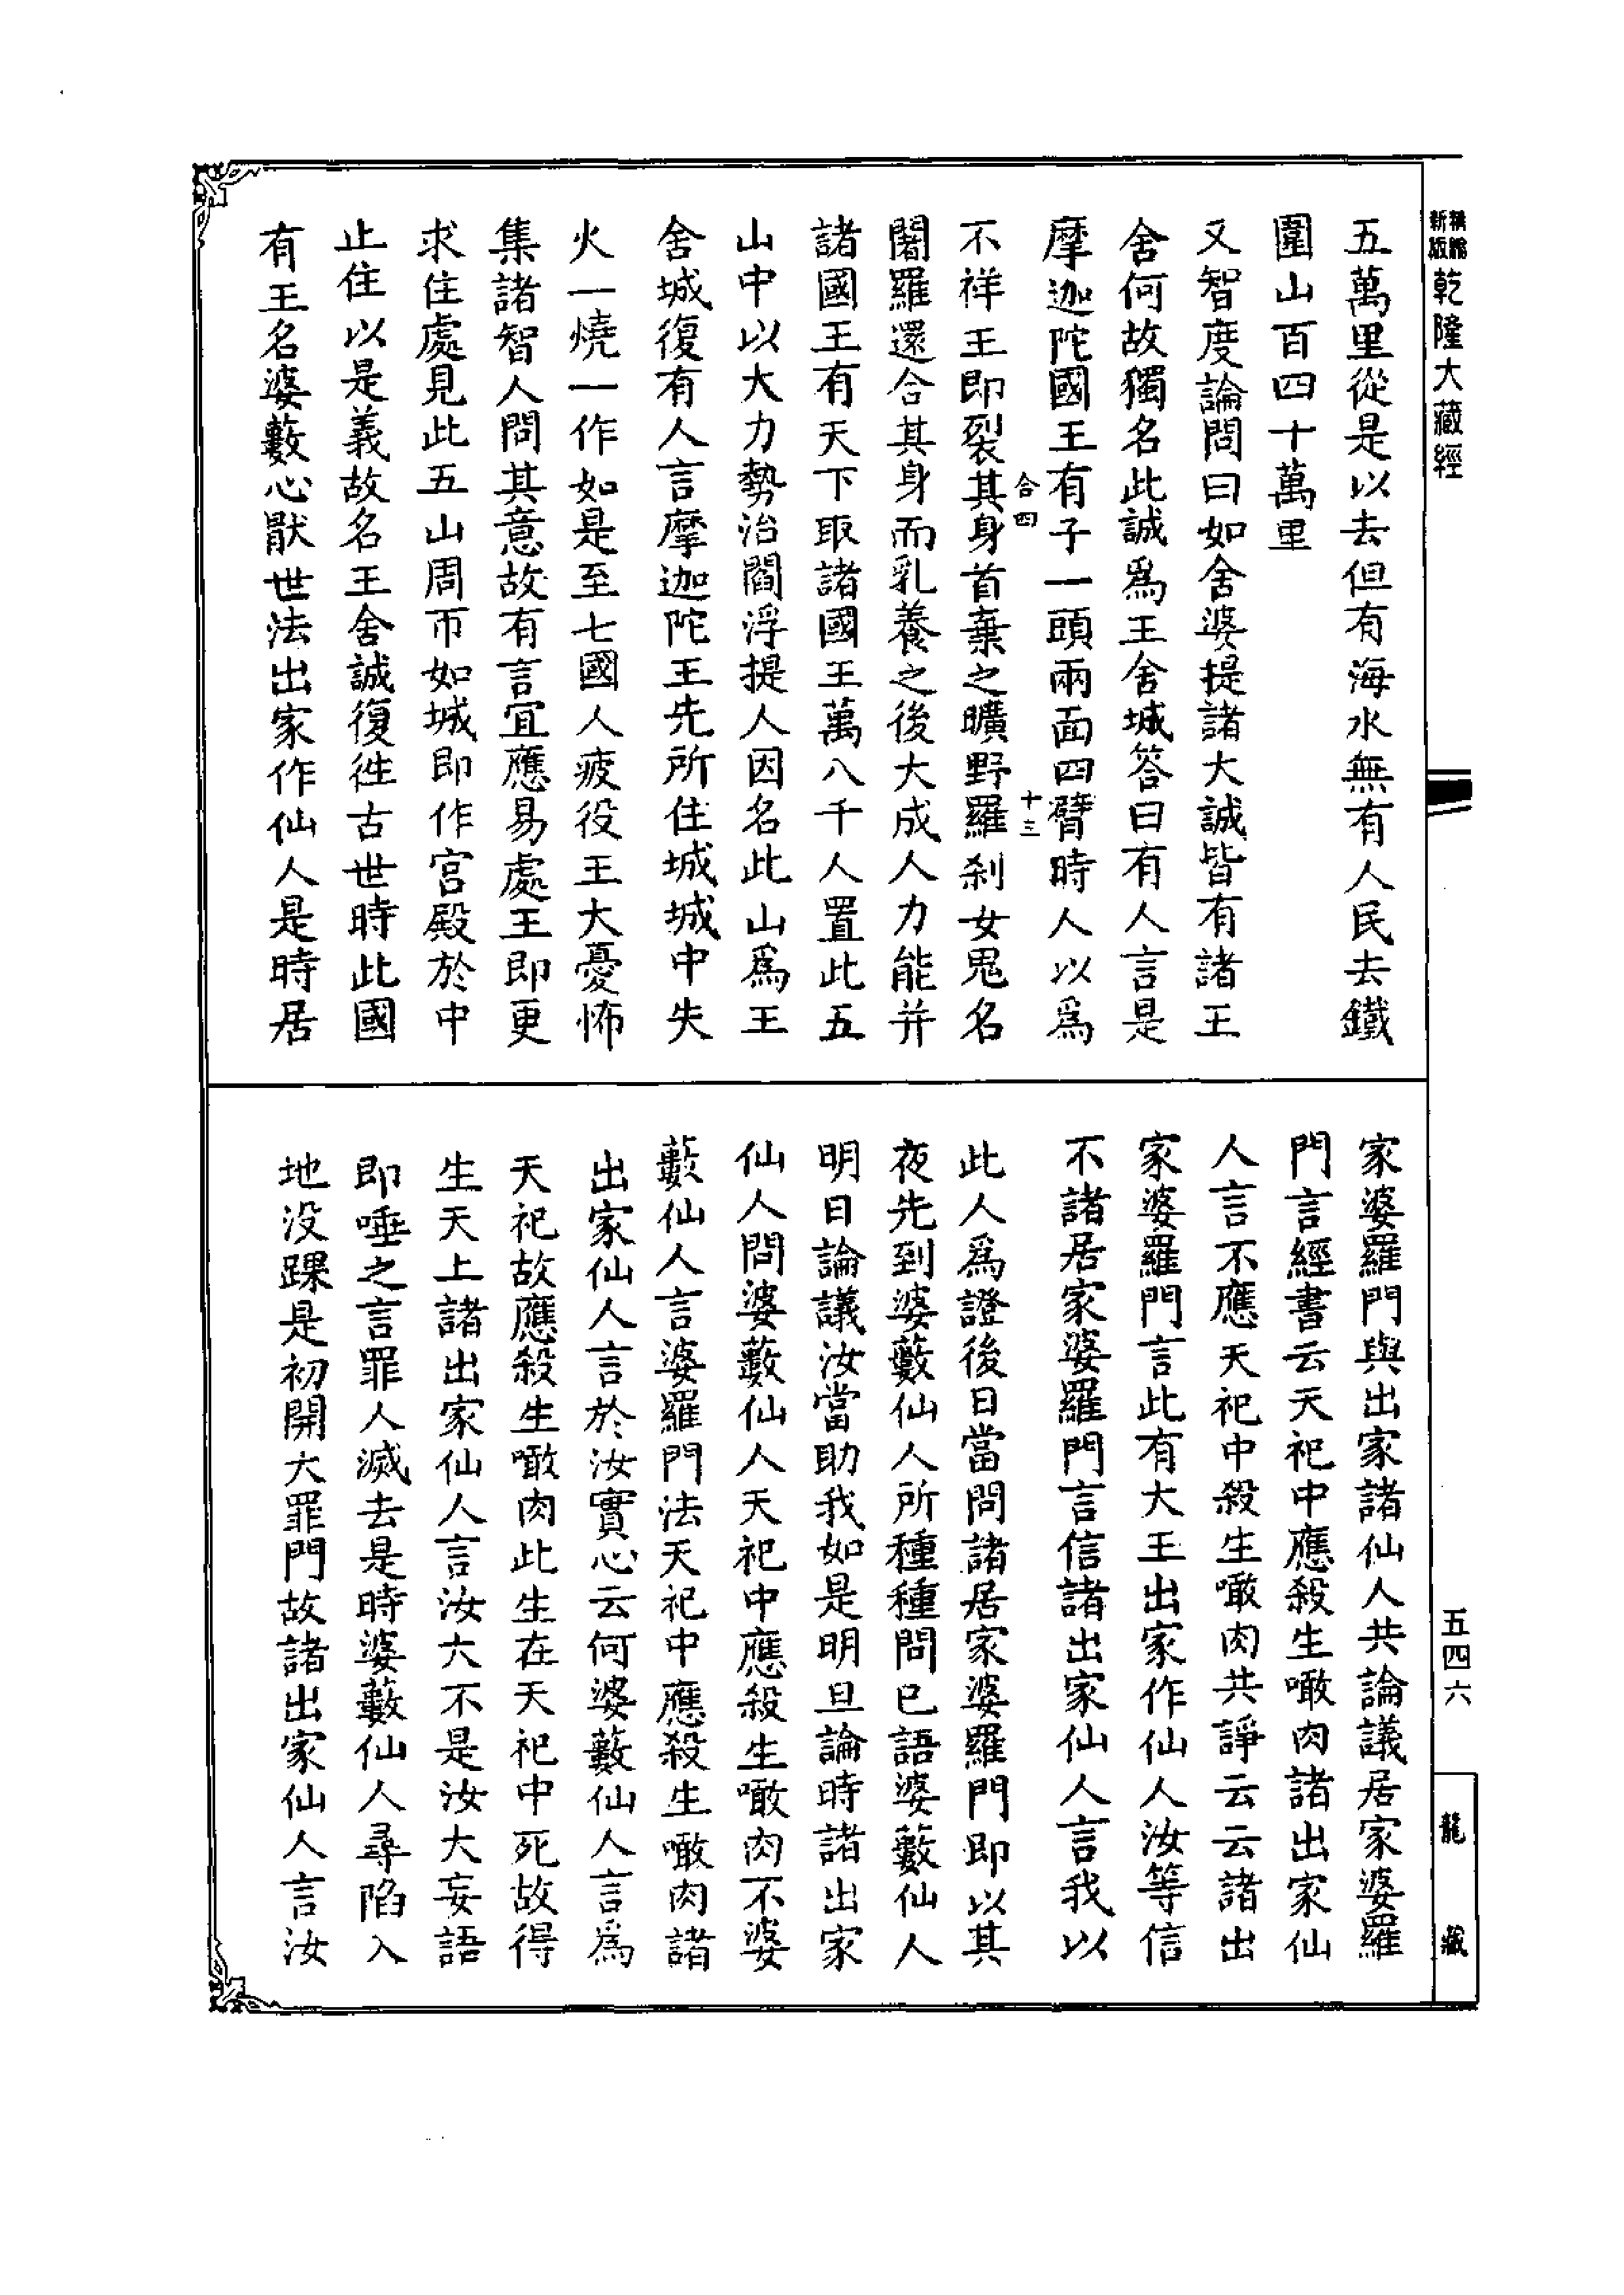 五萬里從是以去但有海水無有人民去鐵
圍山百四十萬里
又智度論問曰如舍婆提諸大誠皆有諸王
舍何故獨名此誠爲王舍城答曰有人言是
摩迦陀國王有子一頭兩面四臂時人以爲
合四
十三
不祥王即裂其身首棄之曠野羅刹女鬼名
闍羅還合其身而乳養之後大成人力能并
諸國王有天下取諸國王萬八千人置此五
山中以大力勢治閻浮提人因名此山爲王
舍城復有人言摩迦陀王先所住城城中失
火一燒一作如是至七國人疲役王大憂怖
集諸智人問其意故有言宜應易處王即更
求住處見此五山周帀如城即作宮殿於中
止住以是義故名王舍誠復徃古世時此國
有王名婆藪心猒世法出家作仙人是時居
家婆羅門與出家諸仙人共論議居家婆羅
門言經書云天祀中應殺生噉肉諸出家仙
人言不應天祀中殺生噉肉共諍云云諸出
家婆羅門言此有大王出家作仙人汝等信
不諸居家婆羅門言信諸出家仙人言我以
此人爲證後日當問諸居家婆羅門即以其
夜先到婆藪仙人所種種問已語婆藪仙人
明日論議汝當助我如是明旦論時諸出家
仙人問婆藪仙人天祀中應殺生噉肉不婆
藪仙人言婆羅門法天祀中應殺生噉肉諸
出家仙人言於汝實心云何婆藪仙人言爲
天祀故應殺生噉肉此生在天祀中死故得
生天上諸出家仙人言汝大不是汝大妄語
即唾之言罪人滅去是時婆藪仙人尋陷入
地没踝是初開大罪門故諸出家仙人言汝
新版
乾隆大藏經
五四六
龍藏